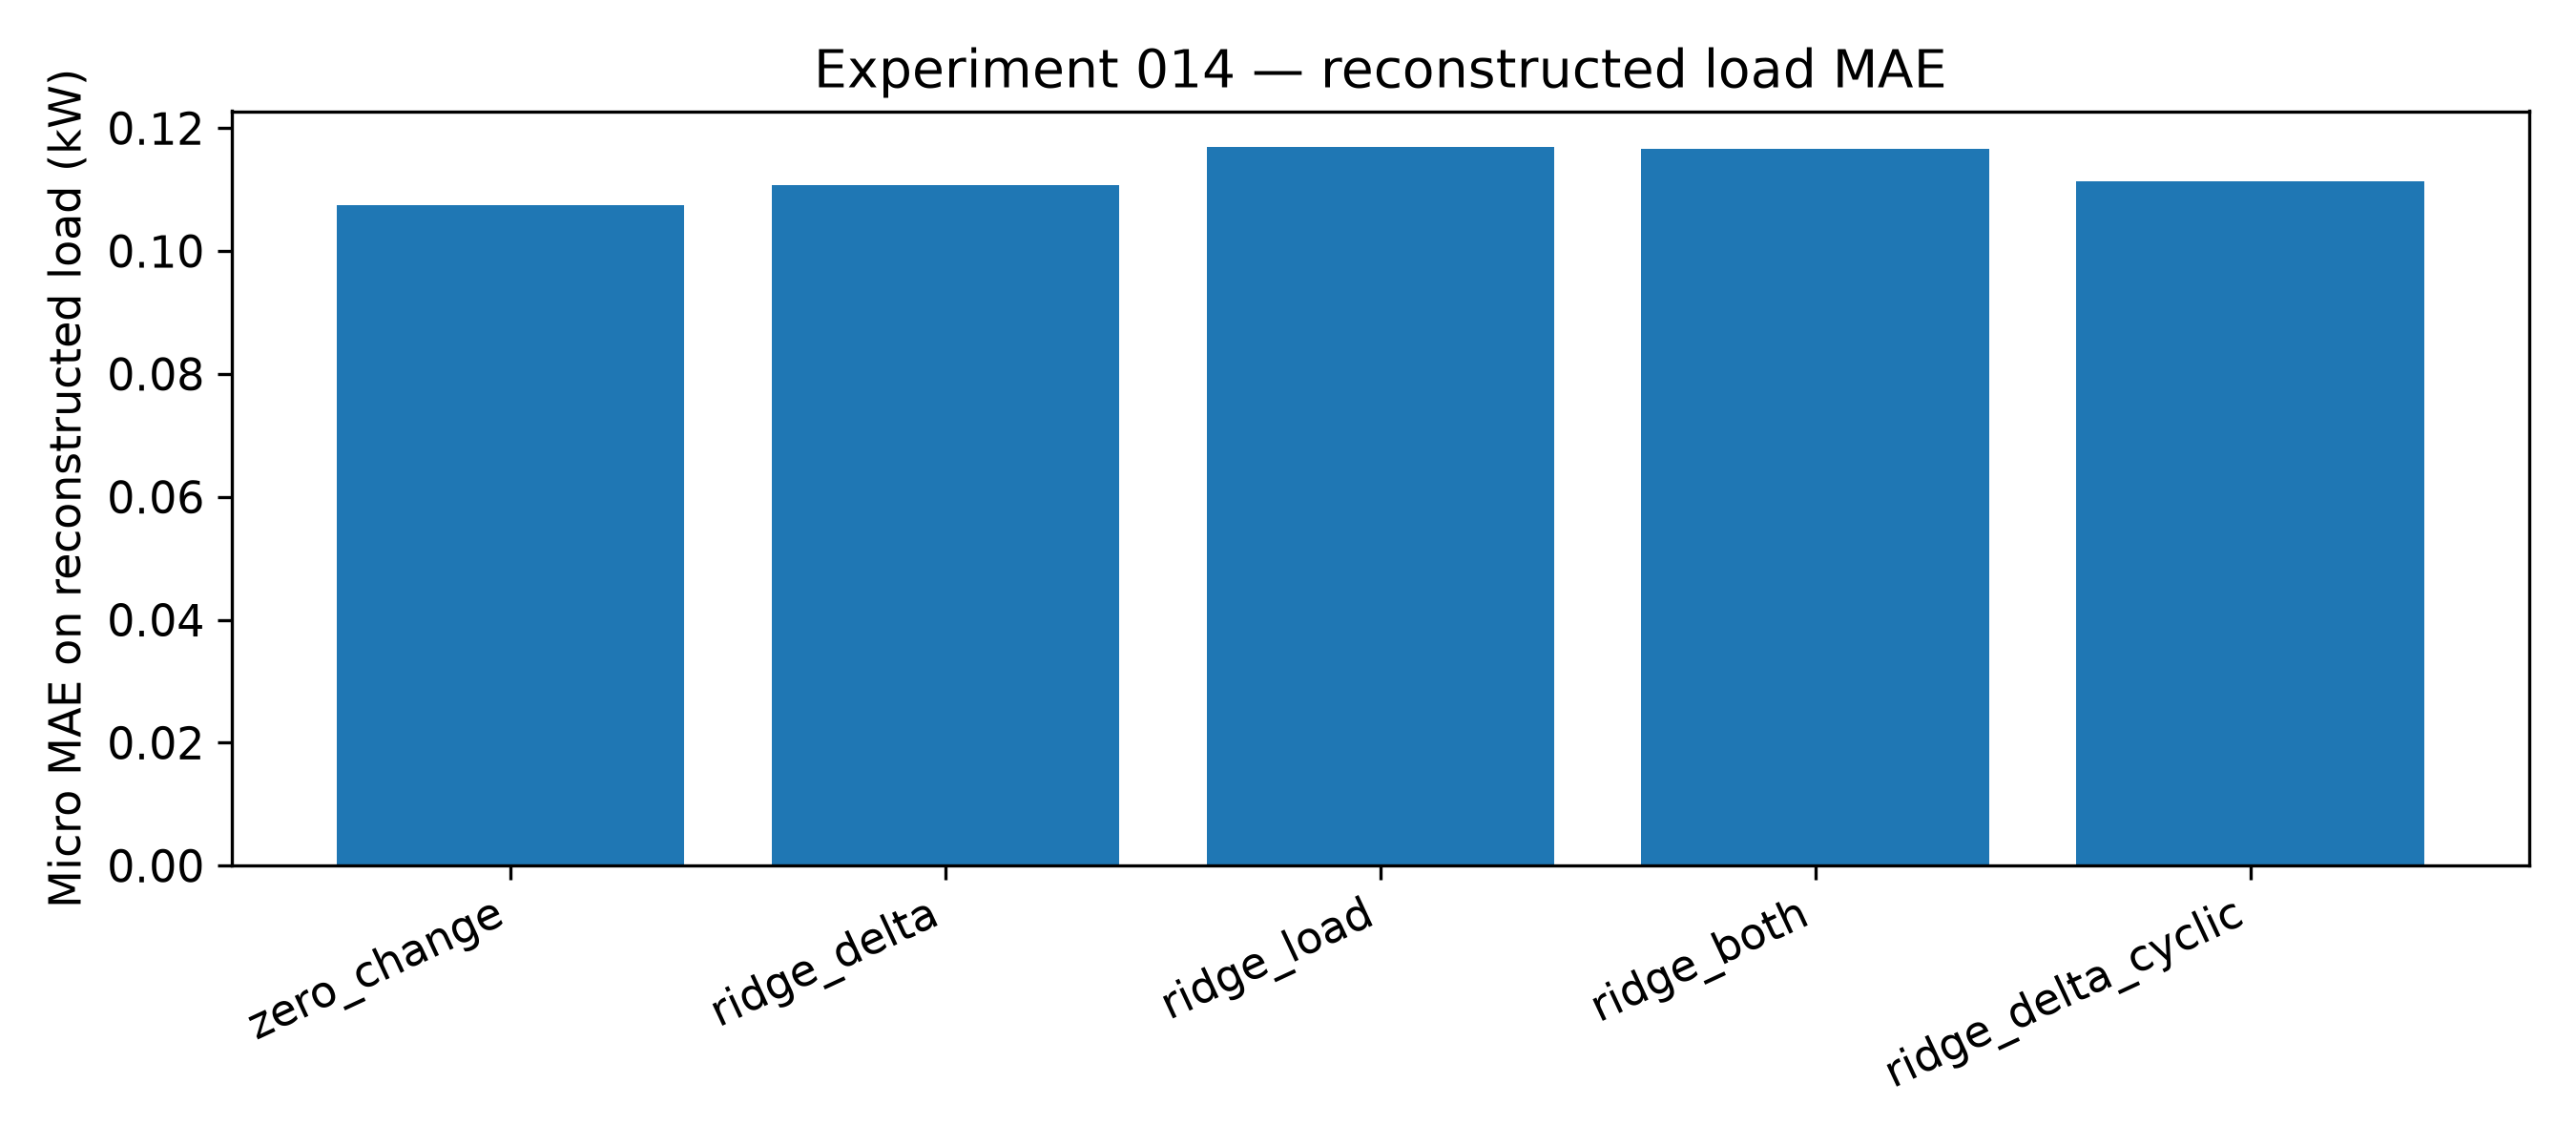 Experiment 014 — reconstructed load MAE
Micro MAE on reconstructed load (kW)
0.12
0.10
0.08
0.06
0.04
0.02
0.00
zero_change
ridge_delta
ridge_load
ridge_both
ridge_delta_cyclic